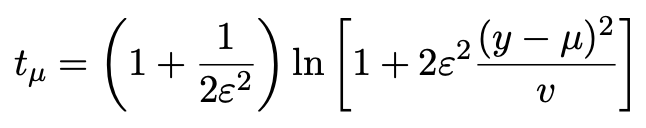 t_μ = (1 + 1/(2ε²)) ln [1 + 2ε² (y − μ)²/v]